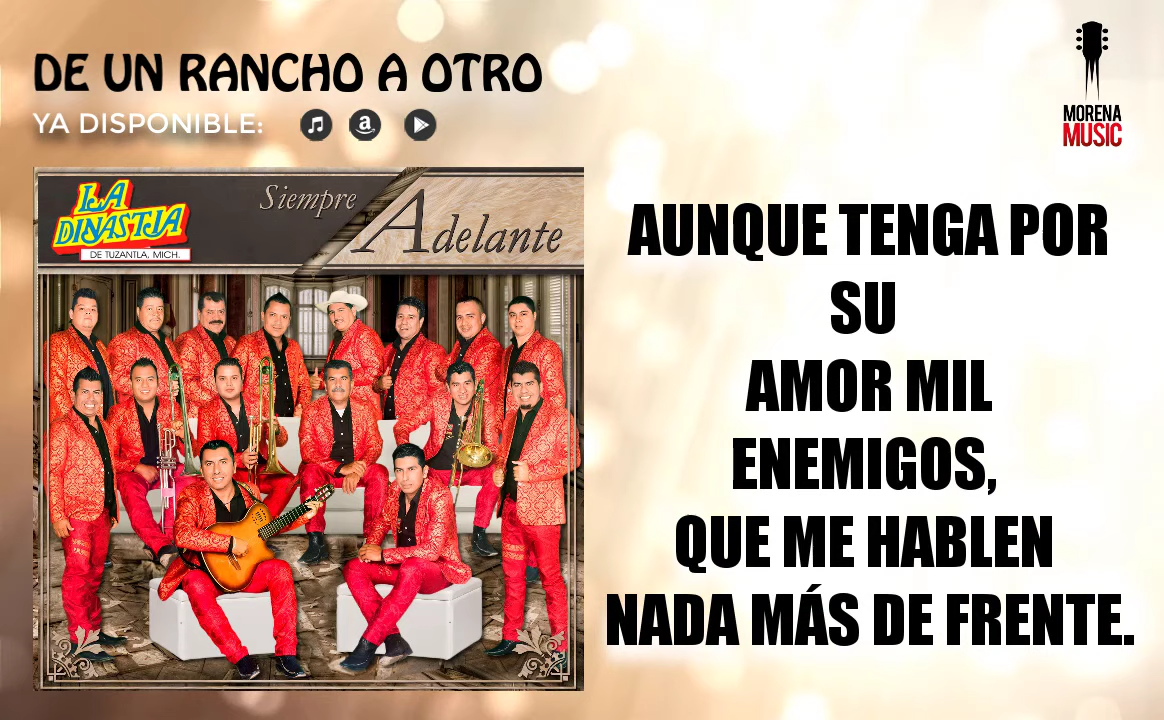 DE UN RANCHO A OTRO
YA DISPONIBLE:
MORENA
MUSIC
LA
DINASTIA
DE TUZANTLA, MICH.
Siempre
Adelante
AUNQUE TENGA POR
SU
AMOR MIL
ENEMIGOS,
QUE ME HABLEN
NADA MÁS DE FRENTE.